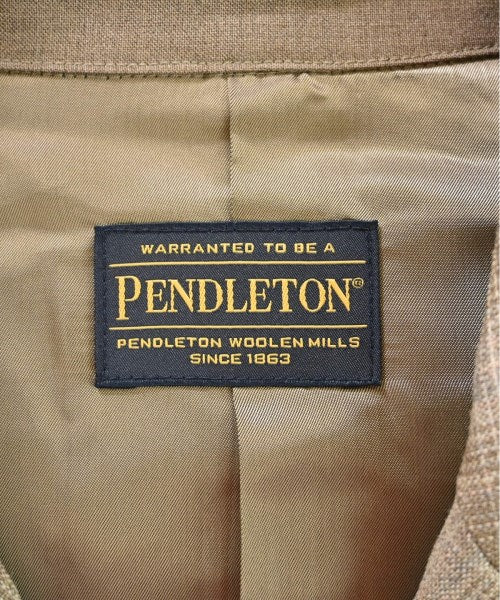 WARRANTED TO BE A
PENDLETON®
PENDLETON WOOLEN MILLS
SINCE 1863